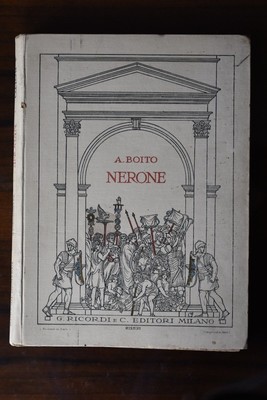 A. BOITO
NERONE
G. RICORDI e C. EDITORI MILANO